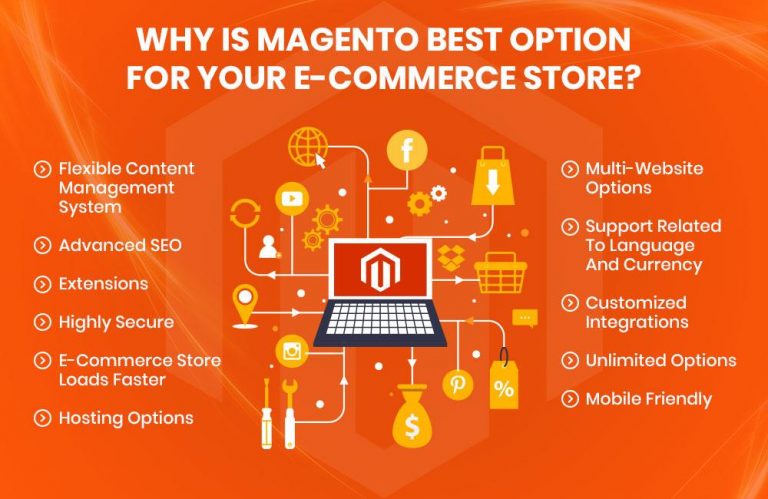 WHY IS MAGENTO BEST OPTION
FOR YOUR E-COMMERCE STORE?
Flexible Content
Management
System
Advanced SEO
Extensions
Highly Secure
E-Commerce Store
Loads Faster
Hosting Options
f
%
$
Multi-Website
Options
Support Related
To Language
And Currency
Customized
Integrations
Unlimited Options
Mobile Friendly